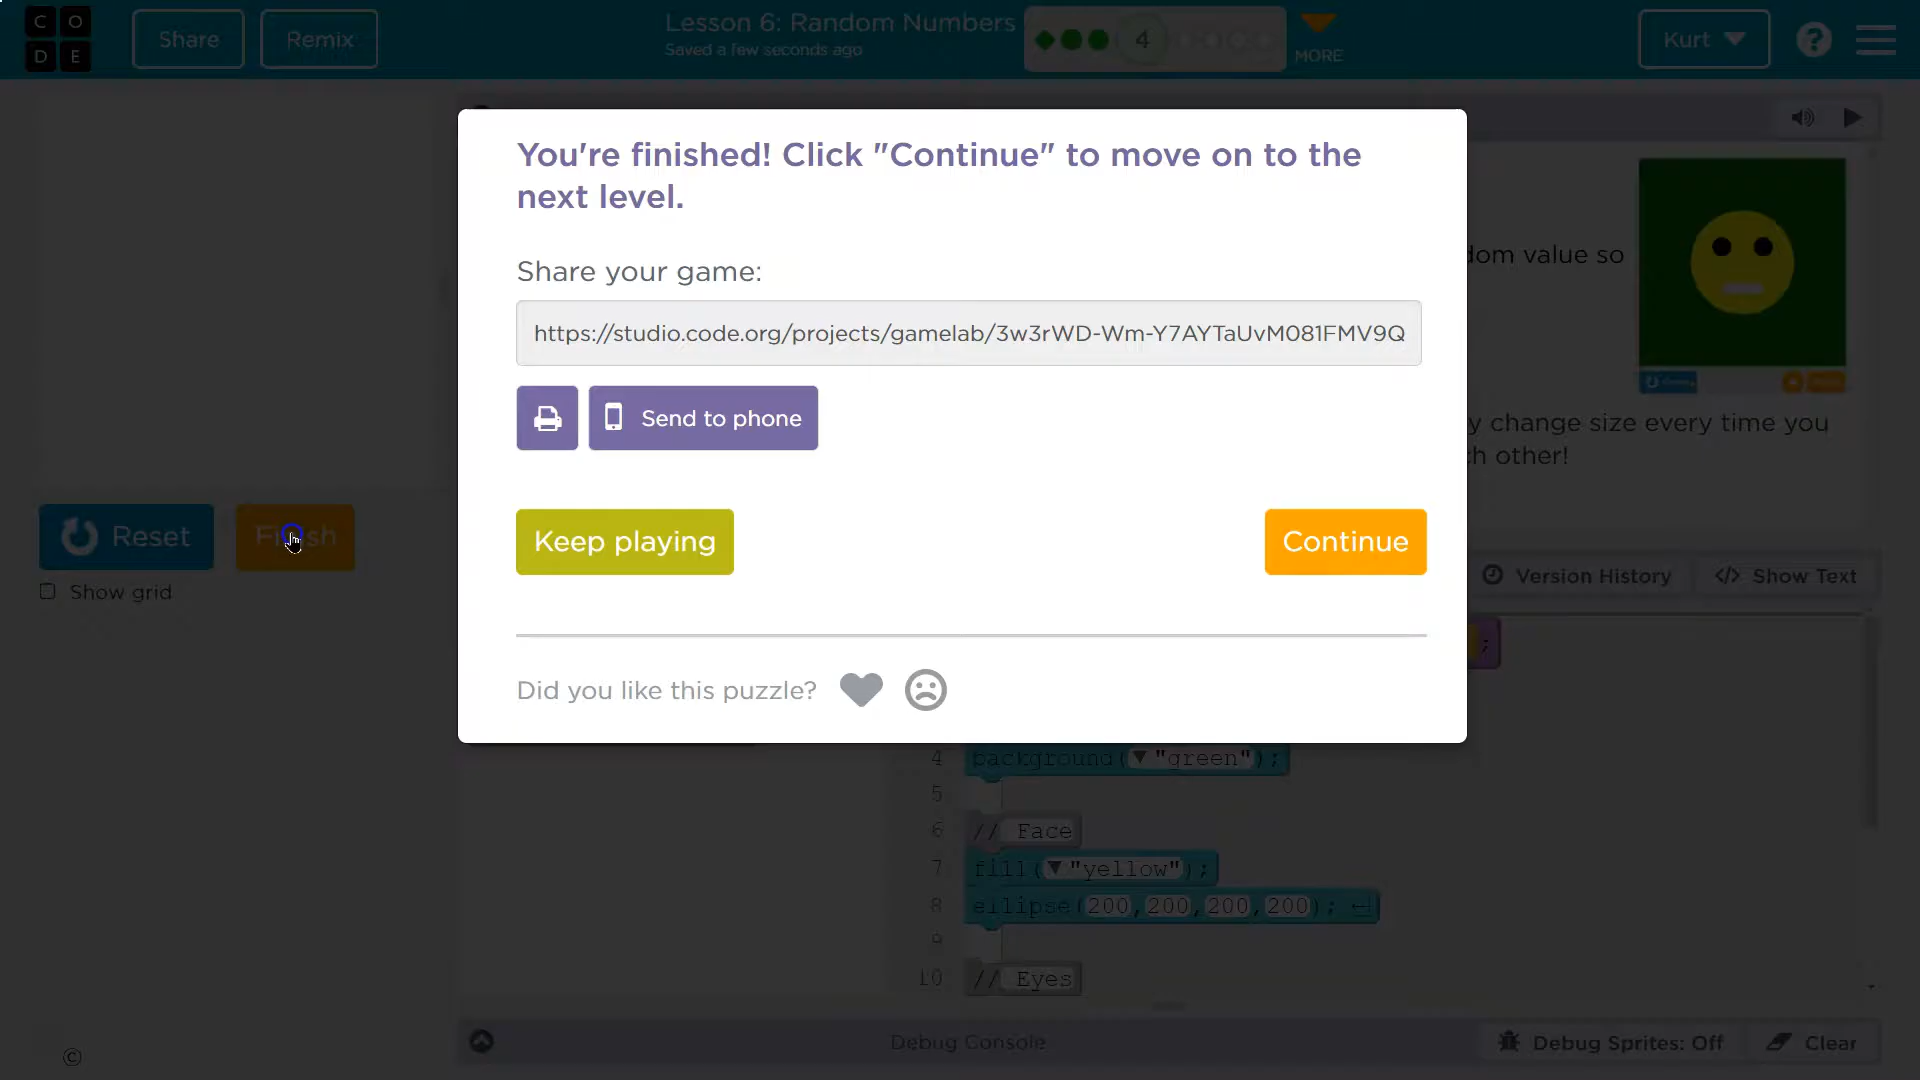 C O
D E
Share
Remix
Lesson 6: Random Numbers
Saved a few seconds ago
4
MORE
Kurt
?
You're finished! Click "Continue" to move on to the
next level.
Share your game:
https://studio.code.org/projects/gamelab/3w3rWD-Wm-Y7AYTaUvM081FMV9Q
Send to phone
Keep playing
Continue
Did you like this puzzle?
dom value so
y change size every time you
ch other!
Reset
Finish
Show grid
Version History
</> Show Text
;
4 background("green");
5
6 // Face
7 fill("yellow");
8 ellipse(200,200,200,200);
9
10 // Eyes
Debug Console
Debug Sprites: Off
Clear
©